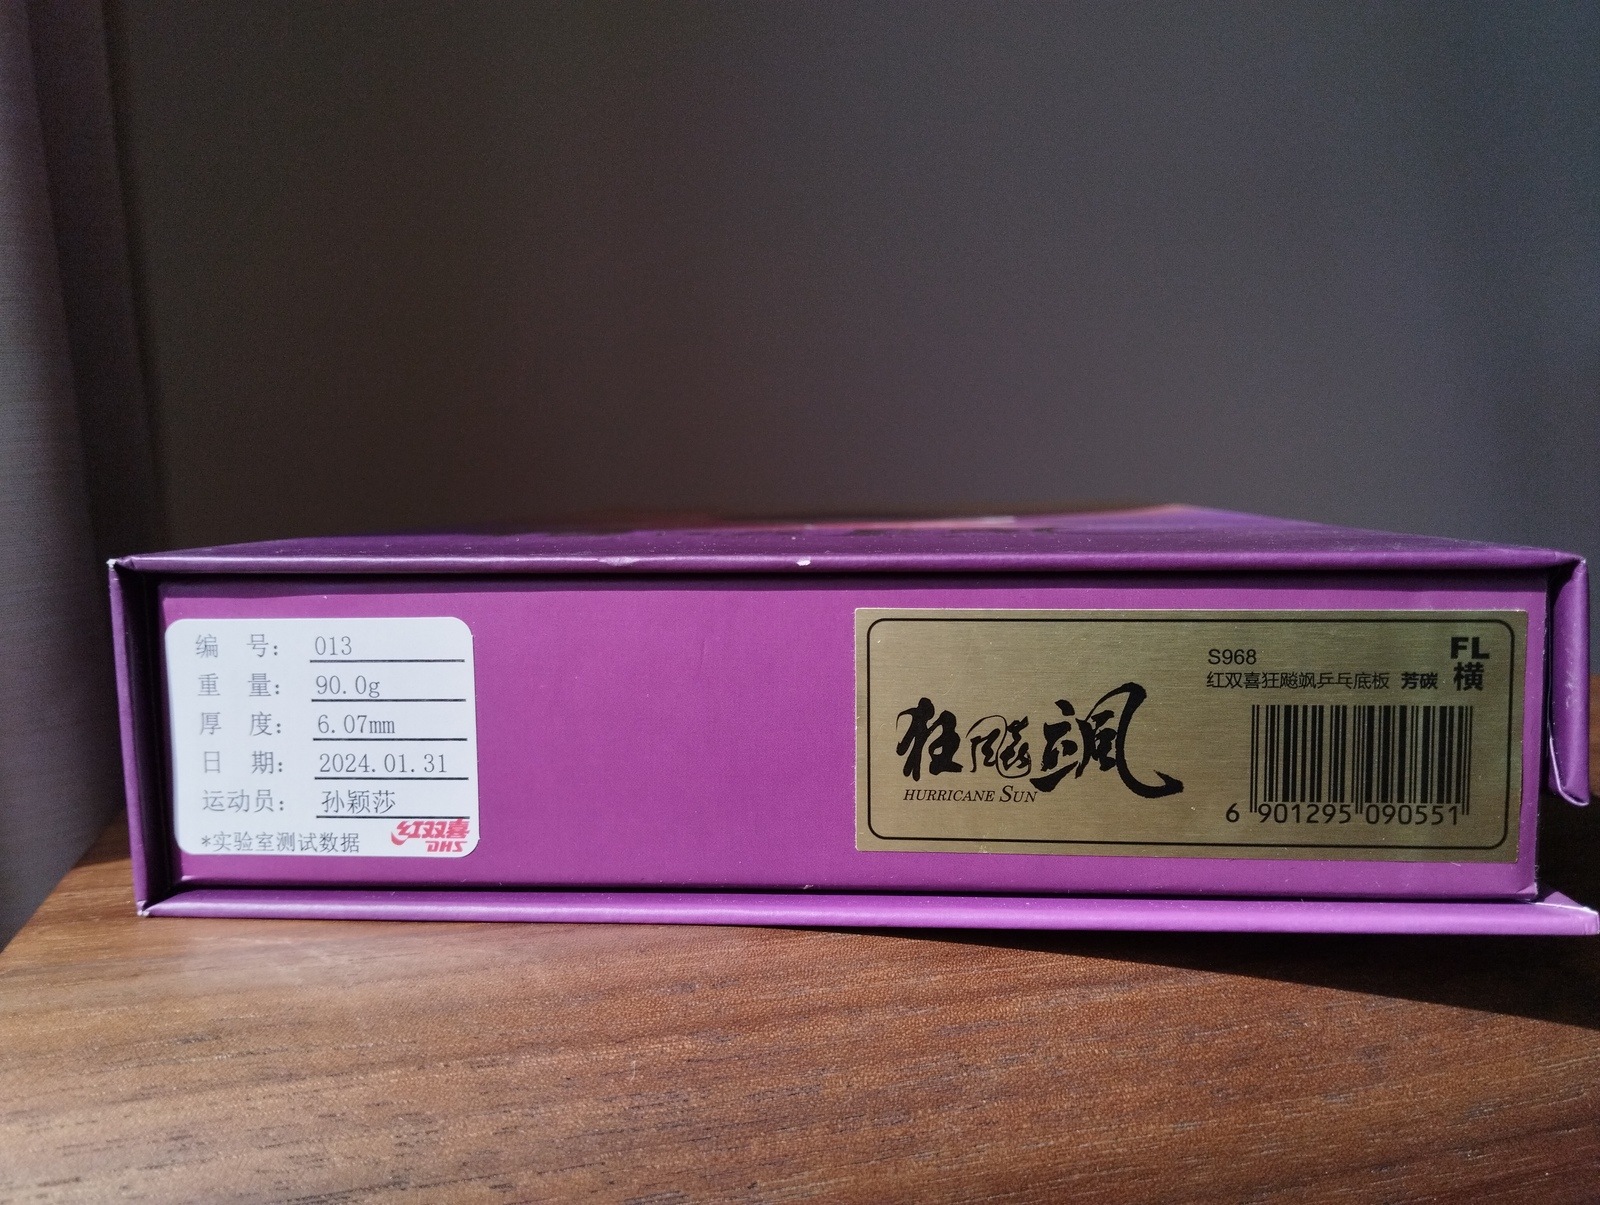 编 号： 013
重 量： 90.0g
厚 度： 6.07mm
日 期： 2024.01.31
运动员： 孙颖莎
*实验室测试数据
红双喜
DHS
狂飚飒
HURRICANE SUN
S968
红双喜狂飚飒乒乓底板 芳碳
FL
横
6 901295 090551